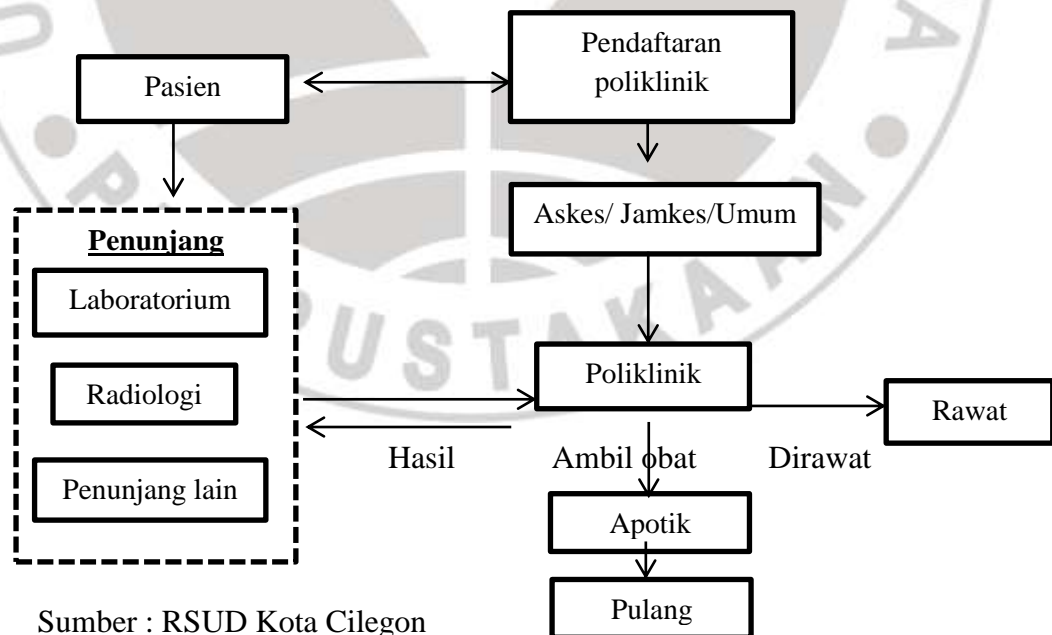 Pendaftaran
poliklinik
Pasien
Askes/ Jamkes/Umum
Penunjang
Laboratorium
Radiologi
Penunjang lain
Poliklinik
Rawat
Hasil
Ambil obat
Dirawat
Apotik
Pulang
Sumber : RSUD Kota Cilegon
PUSTAKAAN